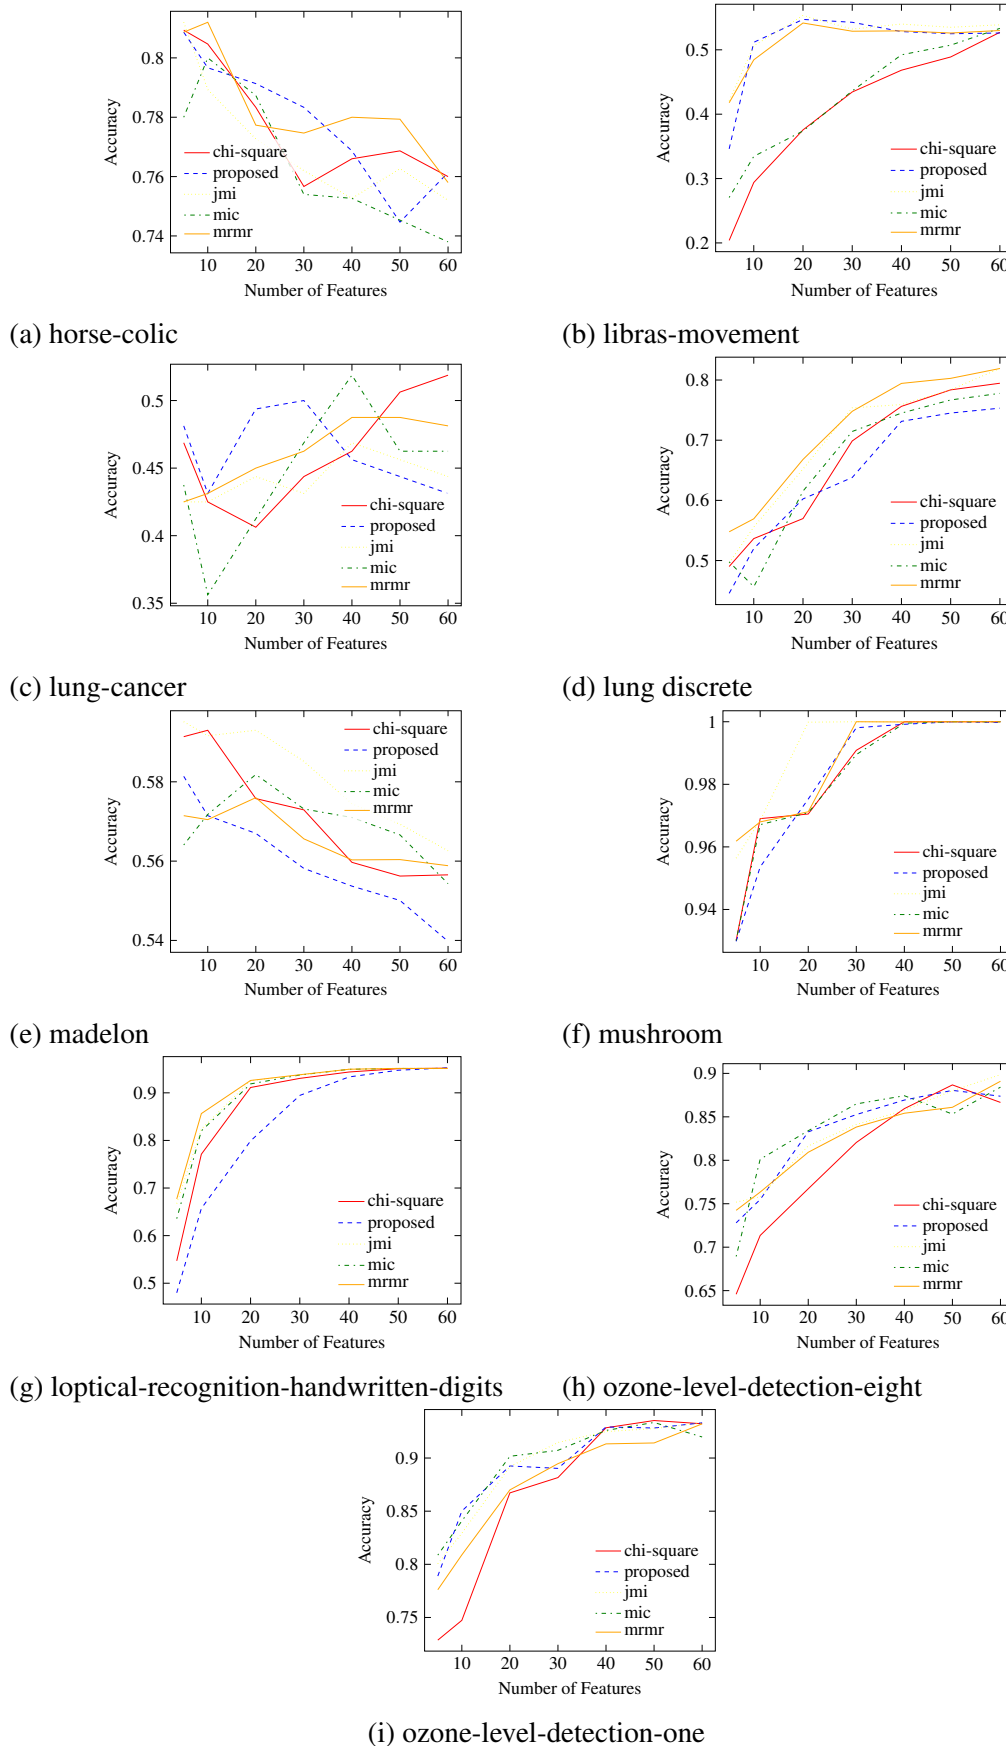 0.8
0.78
0.76
0.74
Accuracy
chi-square
proposed
jmi
mic
mrmr
10 20 30 40 50 60
Number of Features
0.5
0.4
0.3
0.2
Accuracy
chi-square
proposed
jmi
mic
mrmr
10 20 30 40 50 60
Number of Features
(a) horse-colic
(b) libras-movement
0.5
0.45
0.4
0.35
Accuracy
chi-square
proposed
jmi
mic
mrmr
10 20 30 40 50 60
Number of Features
0.8
0.7
0.6
0.5
Accuracy
chi-square
proposed
jmi
mic
mrmr
10 20 30 40 50 60
Number of Features
(c) lung-cancer
(d) lung discrete
0.58
0.56
0.54
Accuracy
chi-square
proposed
jmi
mic
mrmr
10 20 30 40 50 60
Number of Features
1
0.98
0.96
0.94
Accuracy
chi-square
proposed
jmi
mic
mrmr
10 20 30 40 50 60
Number of Features
(e) madelon
(f) mushroom
0.9
0.8
0.7
0.6
0.5
Accuracy
chi-square
proposed
jmi
mic
mrmr
10 20 30 40 50 60
Number of Features
0.9
0.85
0.8
0.75
0.7
0.65
Accuracy
chi-square
proposed
jmi
mic
mrmr
10 20 30 40 50 60
Number of Features
(g) loptical-recognition-handwritten-digits
(h) ozone-level-detection-eight
0.9
0.85
0.8
0.75
Accuracy
chi-square
proposed
jmi
mic
mrmr
10 20 30 40 50 60
Number of Features
(i) ozone-level-detection-one